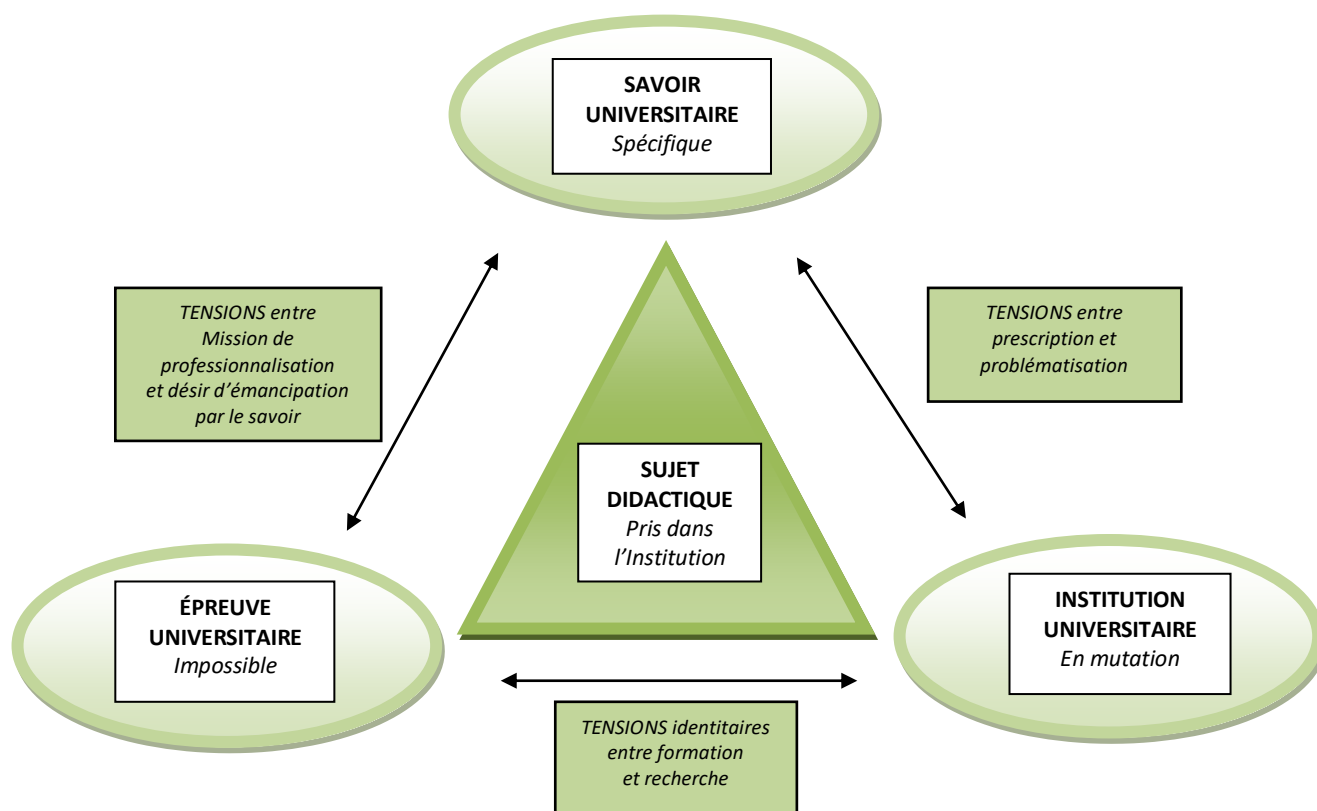 SAVOIR
UNIVERSITAIRE
Spécifique
TENSIONS entre
Mission de
professionnalisation
et désir d’émancipation
par le savoir
TENSIONS entre
prescription et
problématisation
SUJET
DIDACTIQUE
Pris dans
l’Institution
ÉPREUVE
UNIVERSITAIRE
Impossible
INSTITUTION
UNIVERSITAIRE
En mutation
TENSIONS identitaires
entre formation
et recherche